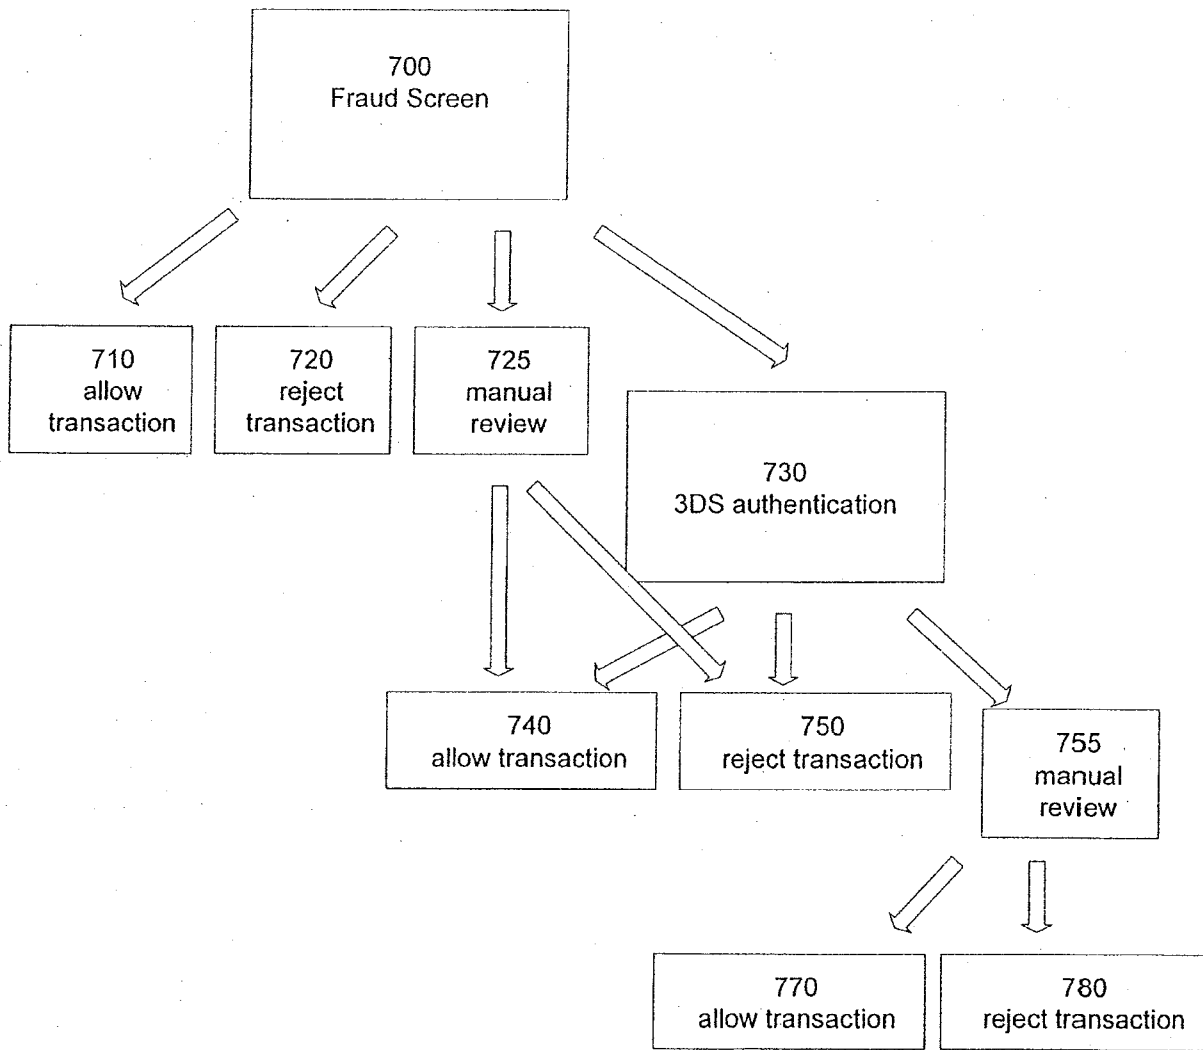 700
Fraud Screen
710
allow
transaction
720
reject
transaction
725
manual
review
730
3DS authentication
740
allow transaction
750
reject transaction
755
manual
review
770
allow transaction
780
reject transaction